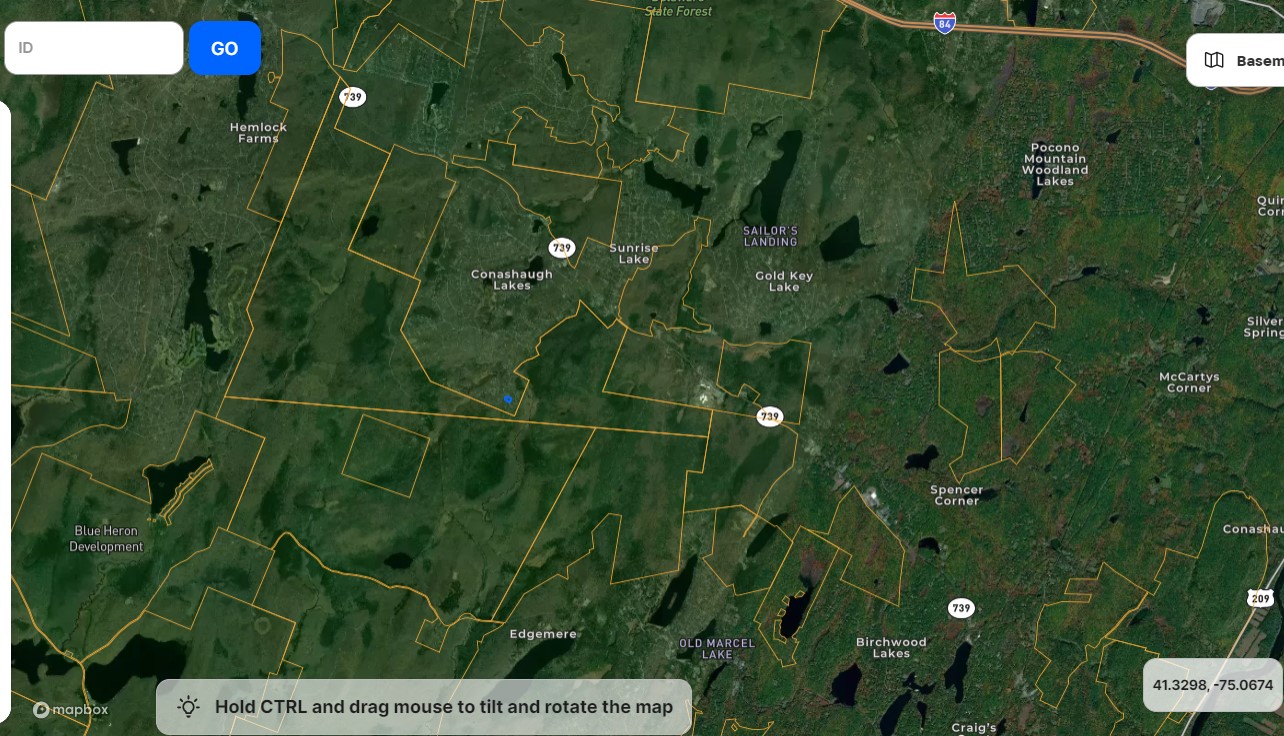 State Forest
84
ID
GO
Basem
739
Hemlock
Farms
Pocono
Mountain
Woodland
Lakes
Quin
Corn
SAILOR'S
LANDING
739
Sunrise
Lake
Conashaugh
Lakes
Gold Key
Lake
Silver
Spring
McCartys
Corner
739
Spencer
Corner
Blue Heron
Development
Conashau
209
739
Edgemere
OLD MARCEL
LAKE
Birchwood
Lakes
41.3298, -75.0674
mapbox
Hold CTRL and drag mouse to tilt and rotate the map
Craig's